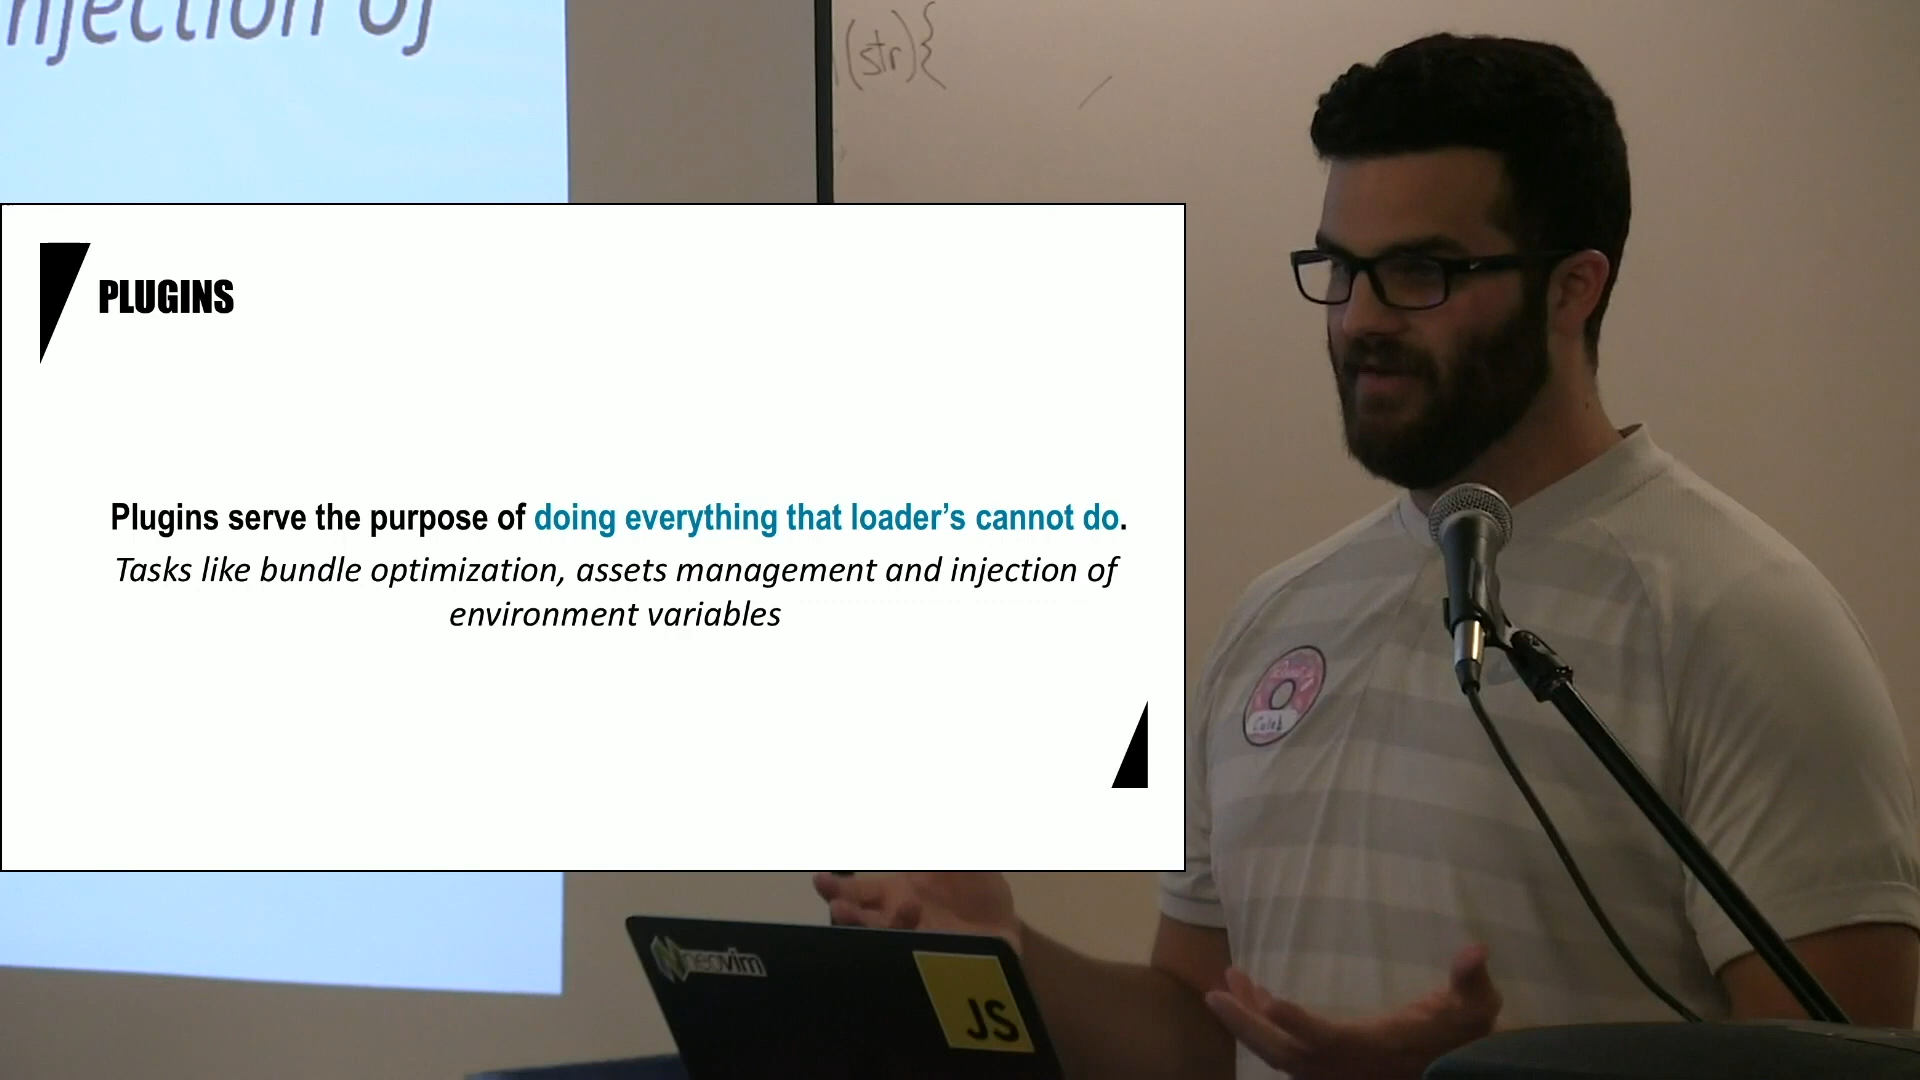 njection of
(str){
PLUGINS
Plugins serve the purpose of doing everything that loader's cannot do.
Tasks like bundle optimization, assets management and injection of
environment variables
Caleb
neovim
JS